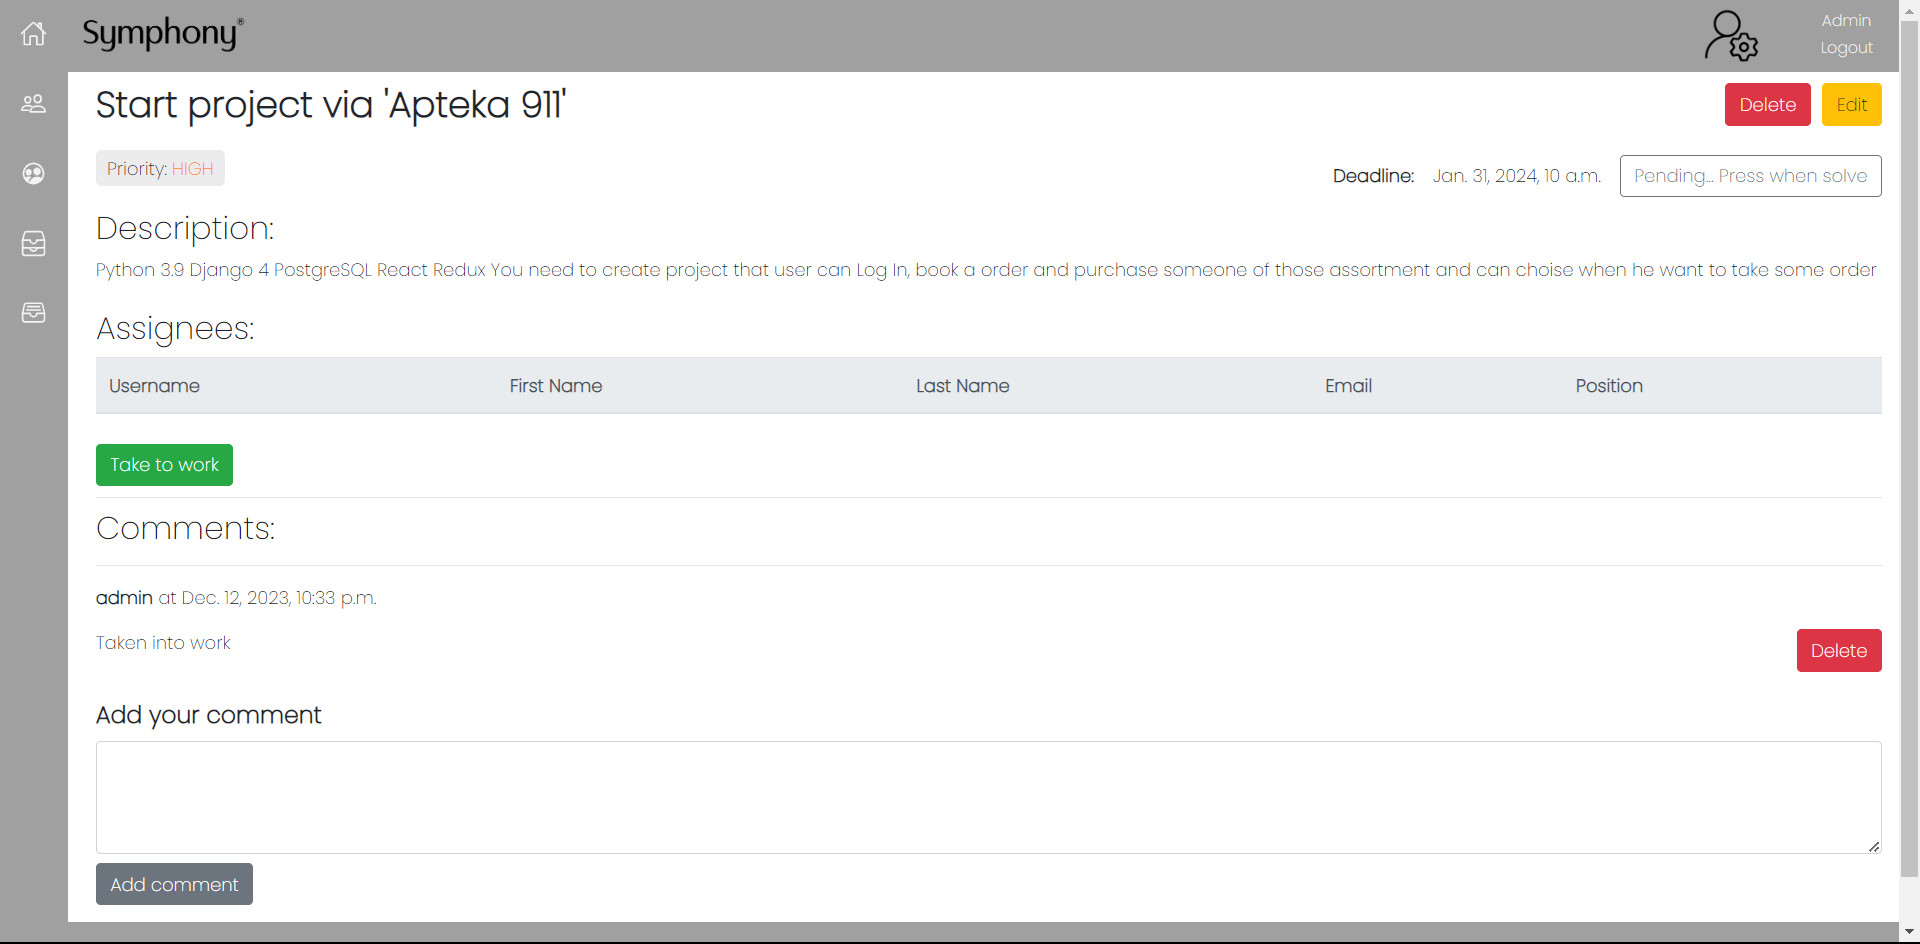 Symphony®
Admin
Logout
Start project via 'Apteka 911'
Delete
Edit
Priority: HIGH
Deadline: Jan. 31, 2024, 10 a.m.
Pending... Press when solve
Description:
Python 3.9 Django 4 PostgreSQL React Redux You need to create project that user can Log In, book a order and purchase someone of those assortment and can choise when he want to take some order
Assignees:
Username First Name Last Name Email Position
Take to work
Comments:
admin at Dec. 12, 2023, 10:33 p.m.
Taken into work
Delete
Add your comment
Add comment